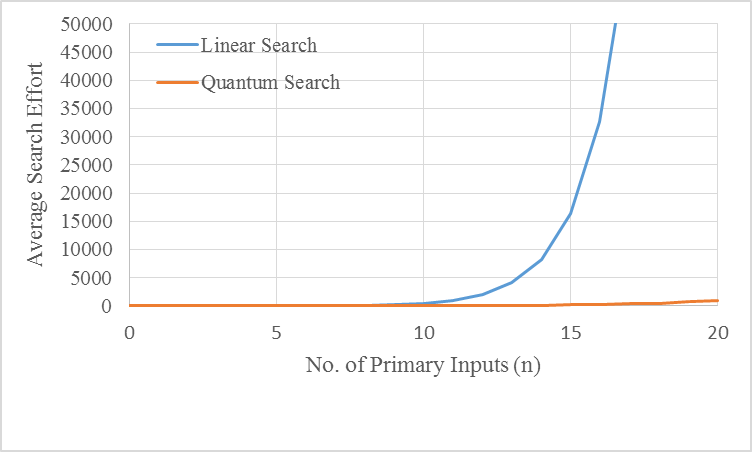 50000
45000
40000
35000
30000
25000
20000
15000
10000
5000
0
Average Search Effort
Linear Search
Quantum Search
0 5 10 15 20
No. of Primary Inputs (n)